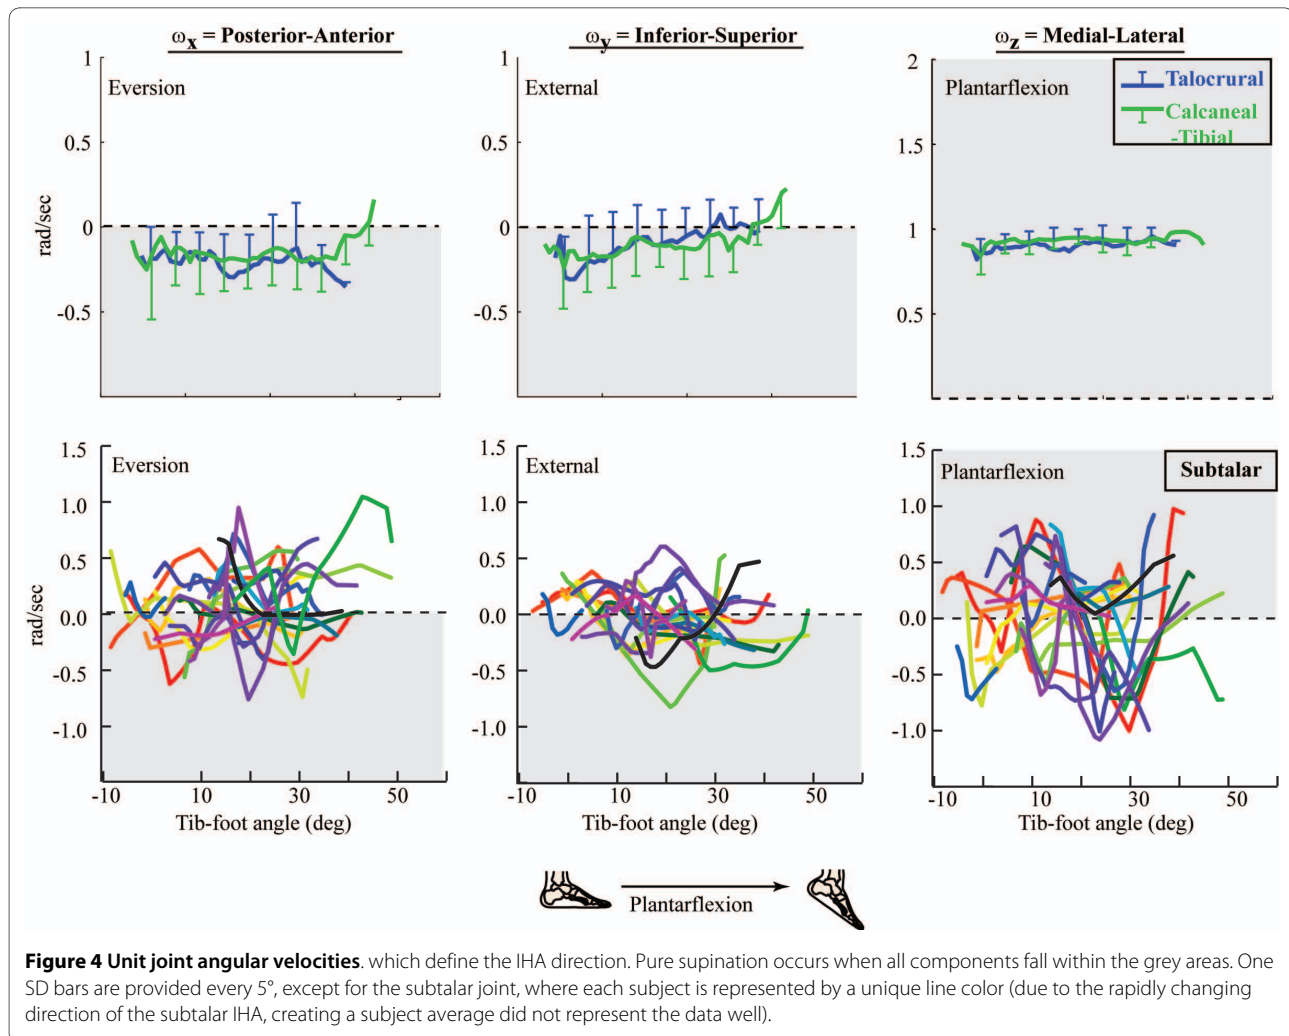 ωx = Posterior-Anterior
ωy = Inferior-Superior
ωz = Medial-Lateral
1
0.5
0
-0.5
rad/sec
Eversion
1
0.5
0
-0.5
External
2
1.5
1
0.5
Plantarflexion
Talocrural
Calcaneal
-Tibial
1.5
1.0
0.5
0.0
-0.5
-1.0
rad/sec
Eversion
-10
10
30
50
Tib-foot angle (deg)
1.5
1.0
0.5
0.0
-0.5
-1.0
External
-10
10
30
50
Tib-foot angle (deg)
1.5
1.0
0.5
0.0
-0.5
-1.0
Plantarflexion
Subtalar
-10
10
30
50
Tib-foot angle (deg)
Plantarflexion
Figure 4 Unit joint angular velocities. which define the IHA direction. Pure supination occurs when all components fall within the grey areas. One
SD bars are provided every 5°, except for the subtalar joint, where each subject is represented by a unique line color (due to the rapidly changing
direction of the subtalar IHA, creating a subject average did not represent the data well).